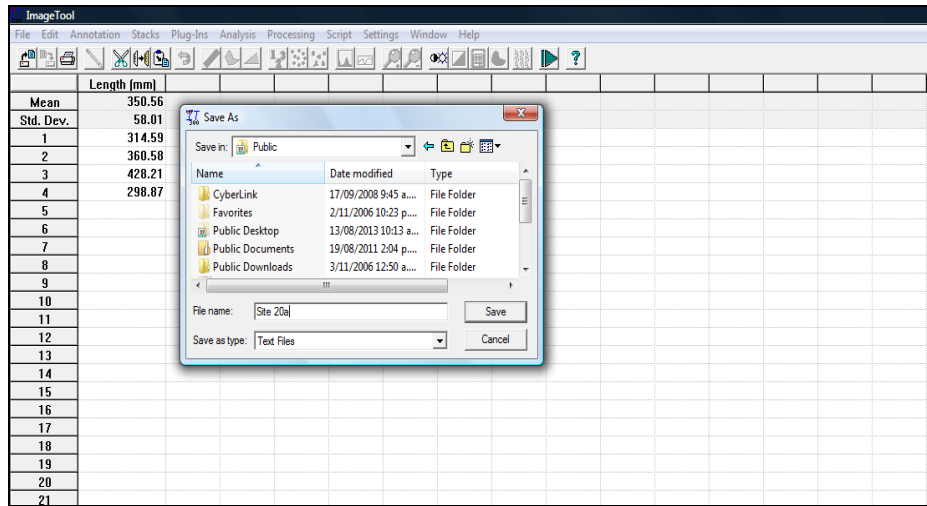 ImageTool
File Edit Annotation Stacks Plug-Ins Analysis Processing Script Settings Window Help
Length (mm)
Mean 350.56
Std. Dev. 58.01
1 314.59
2 360.58
3 428.21
4 298.87
5
6
7
8
9
10
11
12
13
14
15
16
17
18
19
20
21
Save As
Save in: Public
Name Date modified Type
CyberLink 17/09/2008 9:45 a... File Folder
Favorites 2/11/2006 10:23 p... File Folder
Public Desktop 13/08/2013 10:13 a... File Folder
Public Documents 19/08/2011 2:04 p... File Folder
Public Downloads 3/11/2006 12:50 a... File Folder
File name: Site 20a Save
Save as type: Text Files Cancel